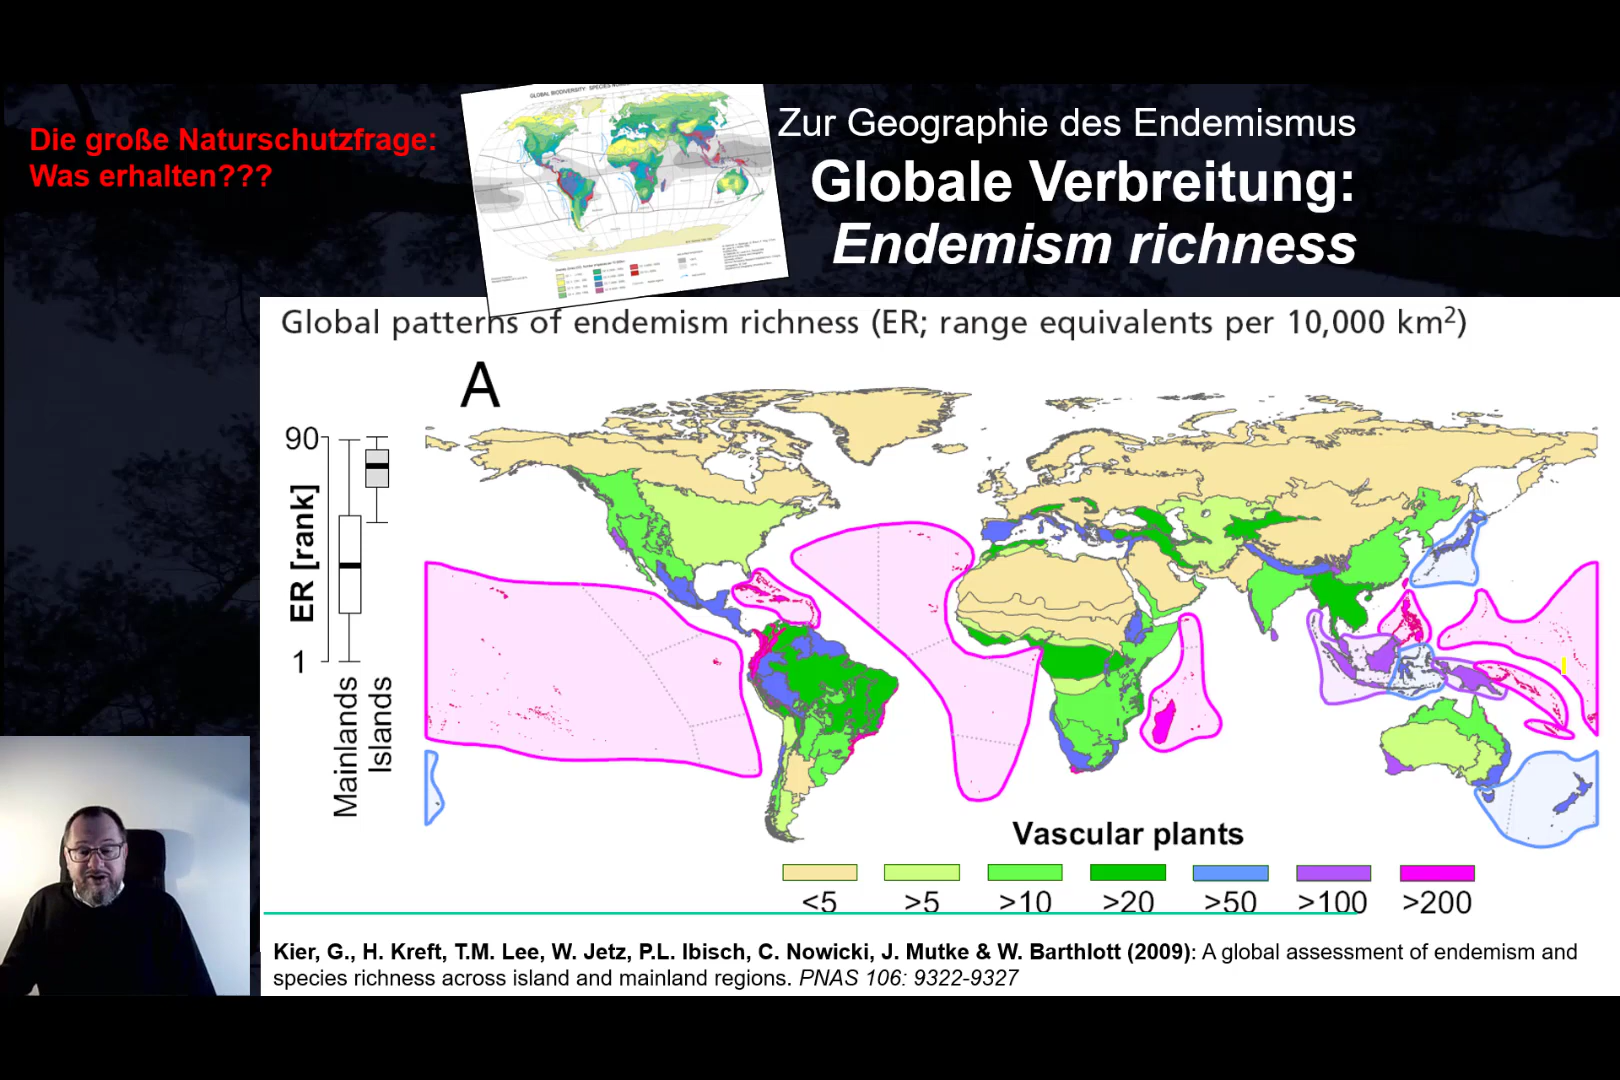 Die große Naturschutzfrage:
Was erhalten???
GLOBAL BIODIVERSITY: SPECIES
Zur Geographie des Endemismus
Globale Verbreitung:
Endemism richness
Global patterns of endemism richness (ER; range equivalents per 10,000 km²)
A
90
ER [rank]
1
Mainlands
Islands
Vascular plants
<5 >5 >10 >20 >50 >100 >200
Kier, G., H. Kreft, T.M. Lee, W. Jetz, P.L. Ibisch, C. Nowicki, J. Mutke & W. Barthlott (2009): A global assessment of endemism and
species richness across island and mainland regions. PNAS 106: 9322-9327